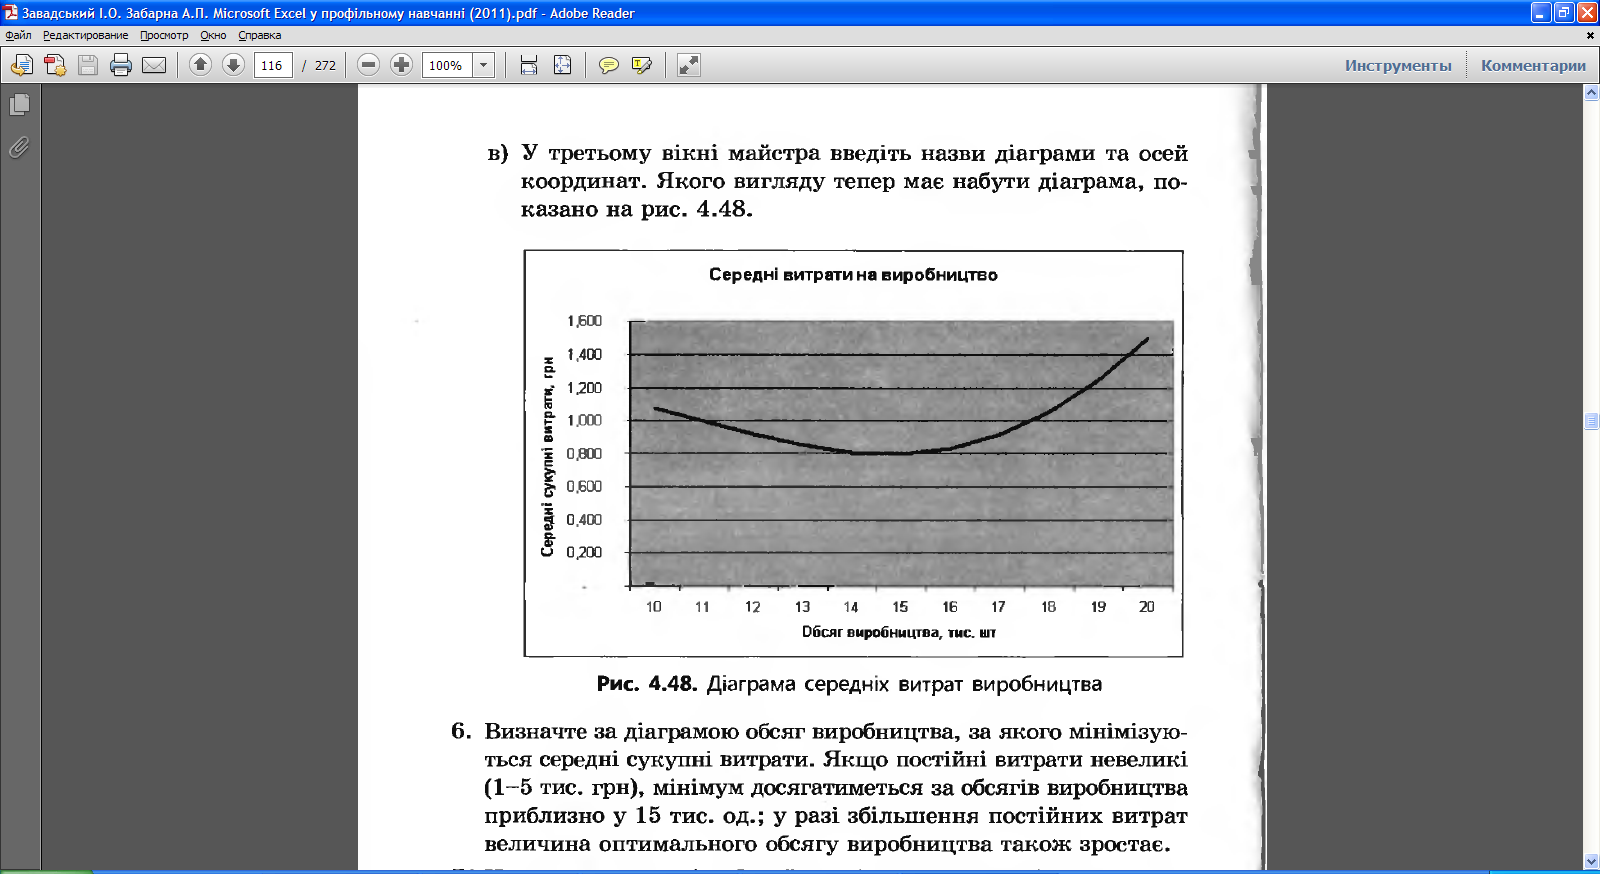 Завадський І.О. Забарна А.П. Microsoft Excel у профільному навчанні (2011).pdf - Adobe Reader
Файл Редактирование Просмотр Окно Справка
116 / 272 100% Инструменты Комментарии
в) У третьому вікні майстра введіть назви діаграми та осей
координат. Якого вигляду тепер має набути діаграма, по-
казано на рис. 4.48.
Середні витрати на виробництво
Середні сукупні витрати, грн
1,600
1,400
1,200
1,000
0,800
0,600
0,400
0,200
-
10 11 12 13 14 15 16 17 18 19 20
Обсяг виробництва, тис. шт
Рис. 4.48. Діаграма середніх витрат виробництва
6. Визначте за діаграмою обсяг виробництва, за якого мінімізую-
ться середні сукупні витрати. Якщо постійні витрати невеликі
(1–5 тис. грн), мінімум досягатиметься за обсягів виробництва
приблизно у 15 тис. од.; у разі збільшення постійних витрат
величина оптимального обсягу виробництва також зростає.